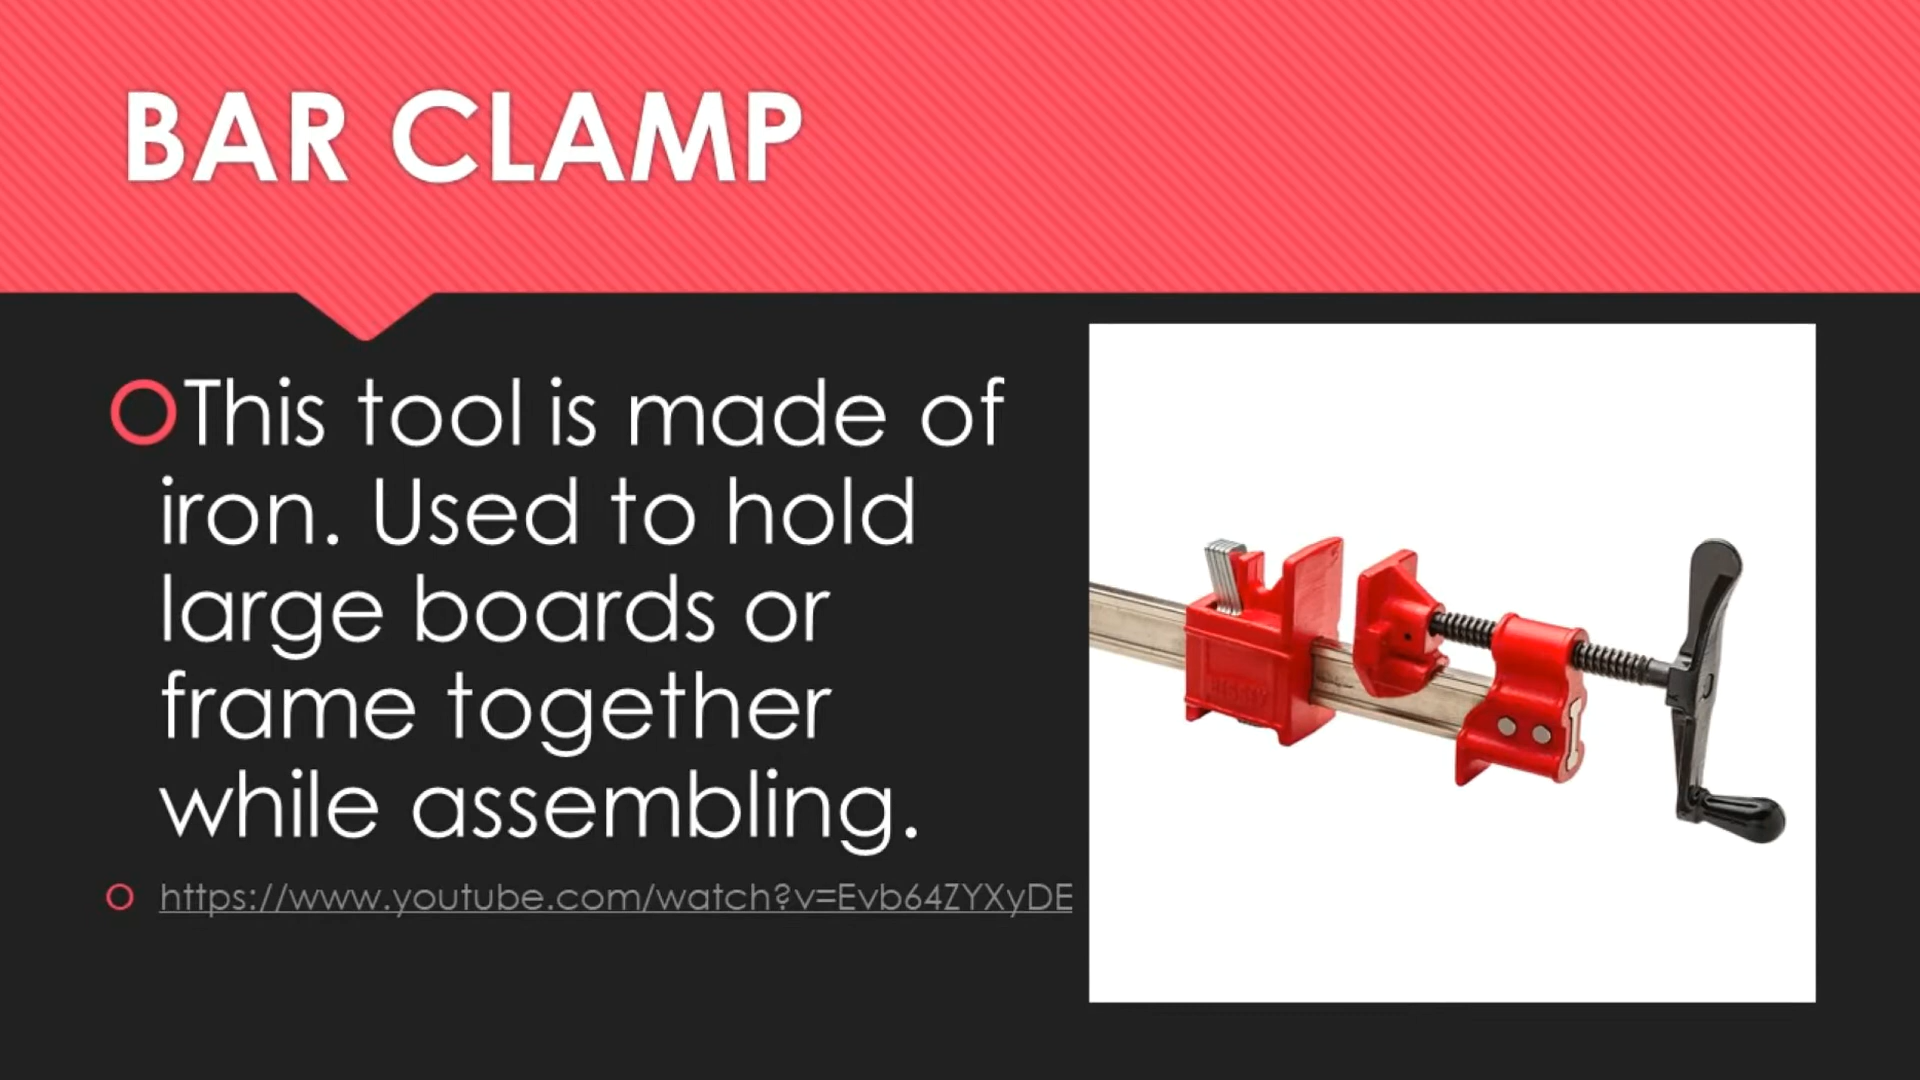 BAR CLAMP
This tool is made of
iron. Used to hold
large boards or
frame together
while assembling.
https://www.youtube.com/watch?v=Evb64ZYXyDE